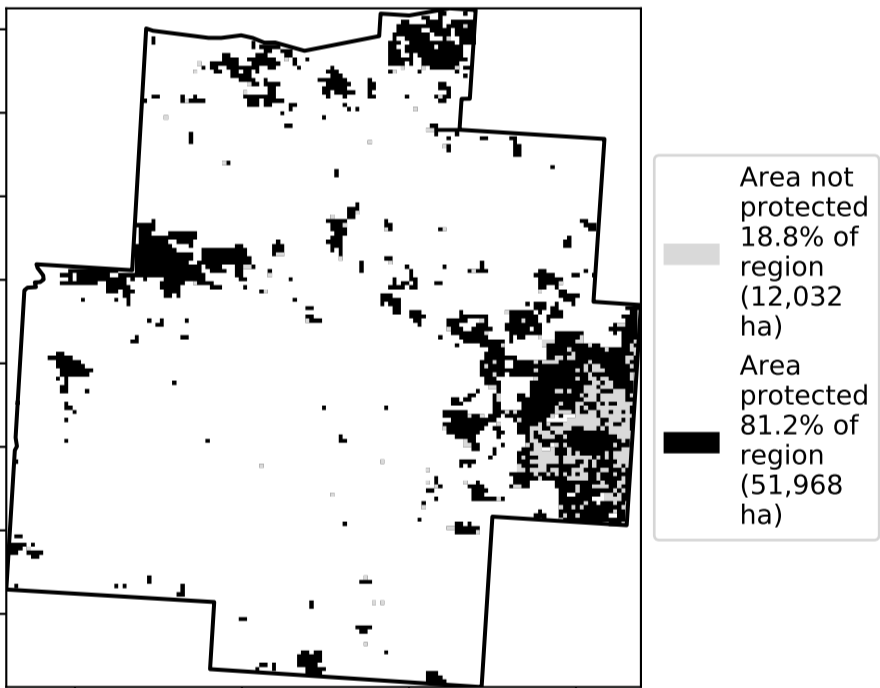 Area not
protected
18.8% of
region
(12,032
ha)
Area
protected
81.2% of
region
(51,968
ha)